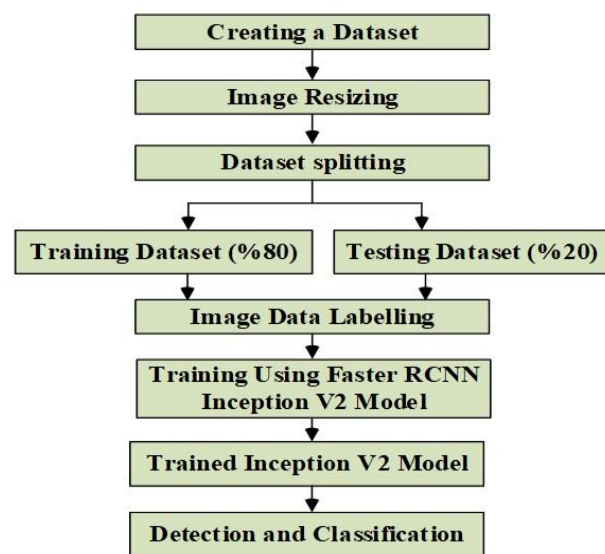 Creating a Dataset
Image Resizing
Dataset splitting
Training Dataset (%80)
Testing Dataset (%20)
Image Data Labelling
Training Using Faster RCNN
Inception V2 Model
Trained Inception V2 Model
Detection and Classification